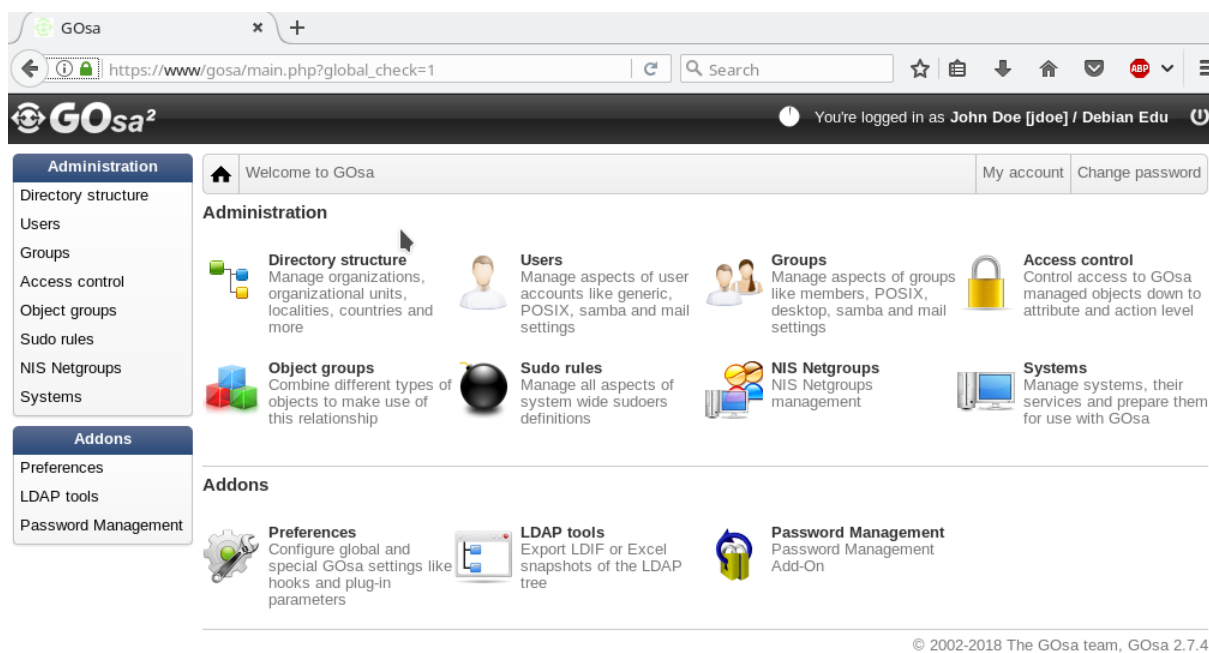 GOsa
https://www/gosa/main.php?global_check=1
Search
ABP
GOsa²
You're logged in as John Doe [jdoe] / Debian Edu
Administration
Directory structure
Users
Groups
Access control
Object groups
Sudo rules
NIS Netgroups
Systems
Addons
Preferences
LDAP tools
Password Management
Welcome to GOsa
My account
Change password
Administration
Directory structure
Manage organizations,
organizational units,
localities, countries and
more
Users
Manage aspects of user
accounts like generic,
POSIX, samba and mail
settings
Groups
Manage aspects of groups
like members, POSIX,
desktop, samba and mail
settings
Access control
Control access to GOsa
managed objects down to
attribute and action level
Object groups
Combine different types of
objects to make use of
this relationship
Sudo rules
Manage all aspects of
system wide sudoers
definitions
NIS Netgroups
NIS Netgroups
management
Systems
Manage systems, their
services and prepare them
for use with GOsa
Addons
Preferences
Configure global and
special GOsa settings like
hooks and plug-in
parameters
LDAP tools
Export LDIF or Excel
snapshots of the LDAP
tree
Password Management
Password Management
Add-On
© 2002-2018 The GOsa team, GOsa 2.7.4